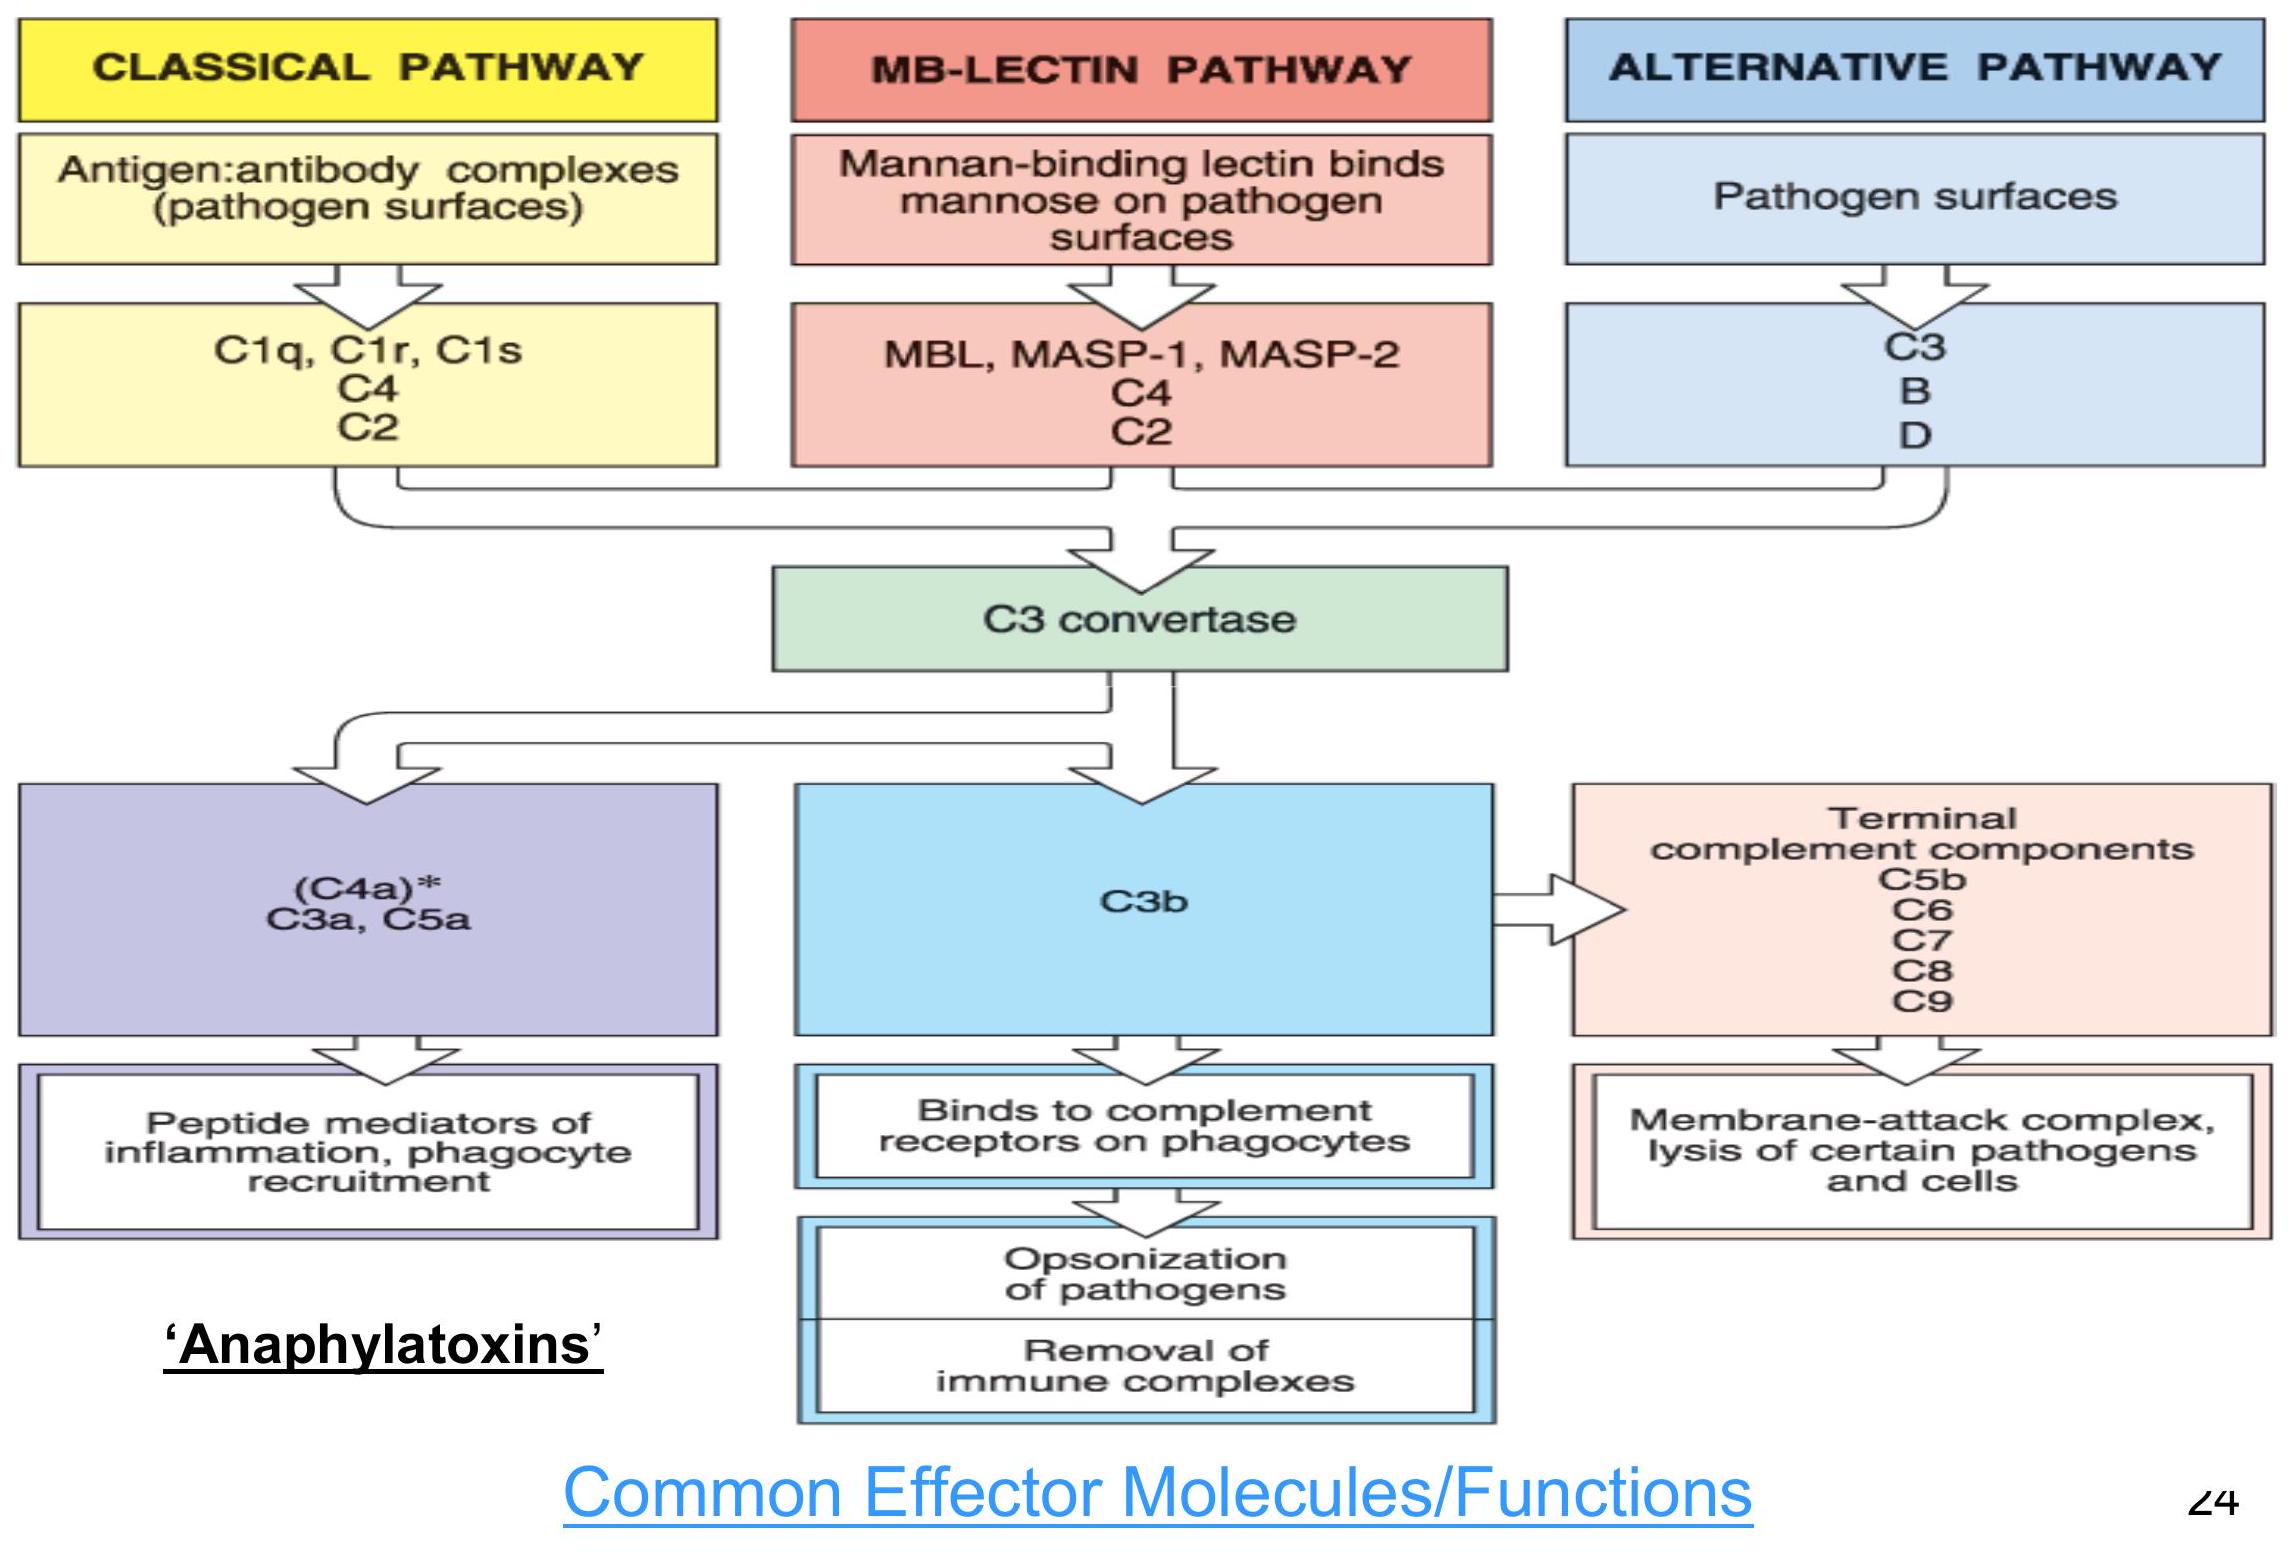 CLASSICAL PATHWAY
MB-LECTIN PATHWAY
ALTERNATIVE PATHWAY
Antigen:antibody complexes
(pathogen surfaces)
Mannan-binding lectin binds
mannose on pathogen
surfaces
Pathogen surfaces
C1q, C1r, C1s
C4
C2
MBL, MASP-1, MASP-2
C4
C2
C3
B
D
C3 convertase
(C4a)*
C3a, C5a
C3b
Terminal
complement components
C5b
C6
C7
C8
C9
Peptide mediators of
inflammation, phagocyte
recruitment
Binds to complement
receptors on phagocytes
Membrane-attack complex,
lysis of certain pathogens
and cells
Opsonization
of pathogens
Removal of
immune complexes
‘Anaphylatoxins’
Common Effector Molecules/Functions
24